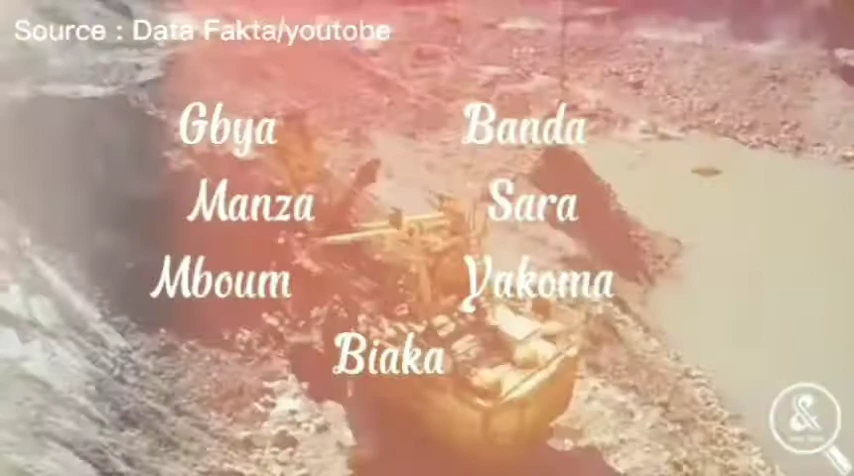 Source : Data Fakta/youtobe
Gbya Banda
Manza Sara
Mboum Yakoma
Biaka
&